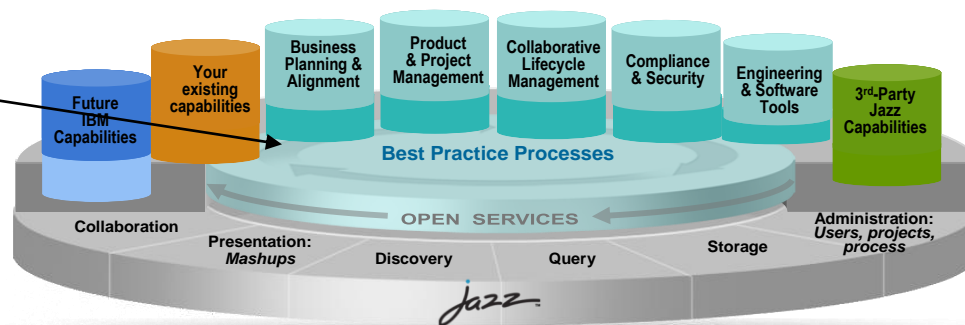 Future
IBM
Capabilities
Your
existing
capabilities
Business
Planning &
Alignment
Product
& Project
Management
Collaborative
Lifecycle
Management
Compliance
& Security
Engineering
& Software
Tools
3rd-Party
Jazz
Capabilities
Best Practice Processes
OPEN SERVICES
Collaboration
Presentation:
Mashups
Discovery
Query
Storage
Administration:
Users, projects,
process
jazz™